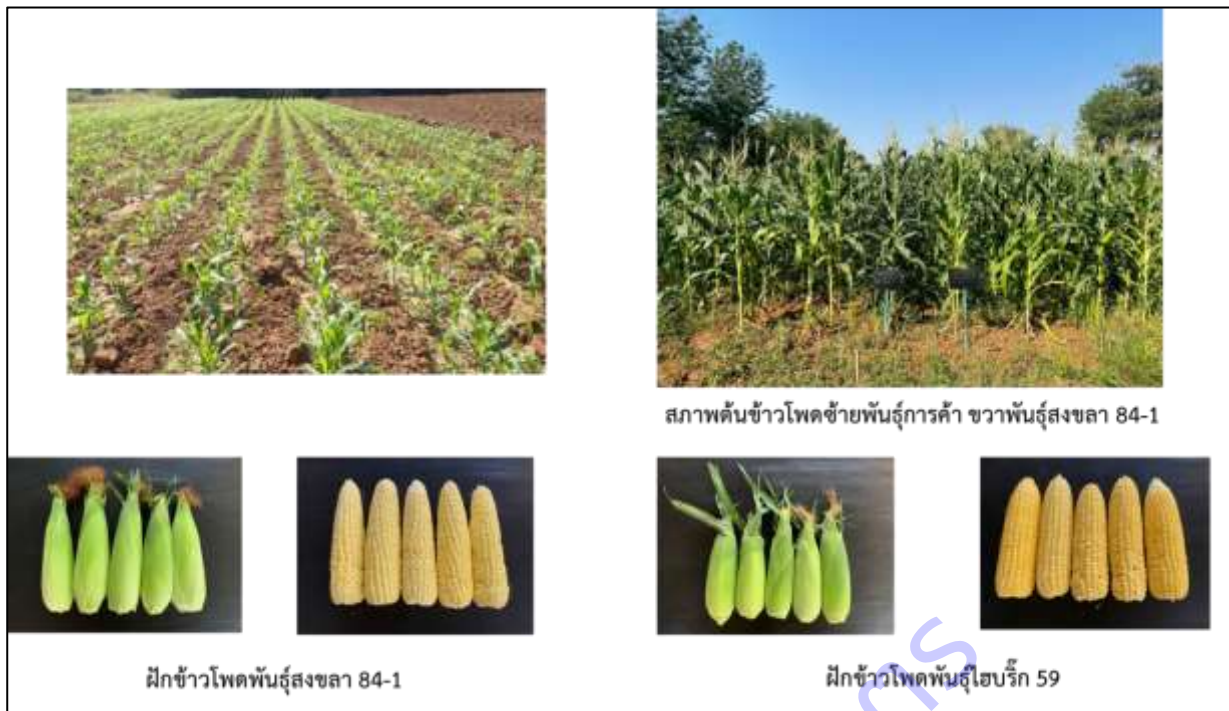 สภาพต้นข้าวโพดซ้ายพันธุ์การค้า ขวาพันธุ์สงขลา 84-1
ฝักข้าวโพดพันธุ์สงขลา 84-1
ฝักข้าวโพดพันธุ์ไฮบริ๊ก 59